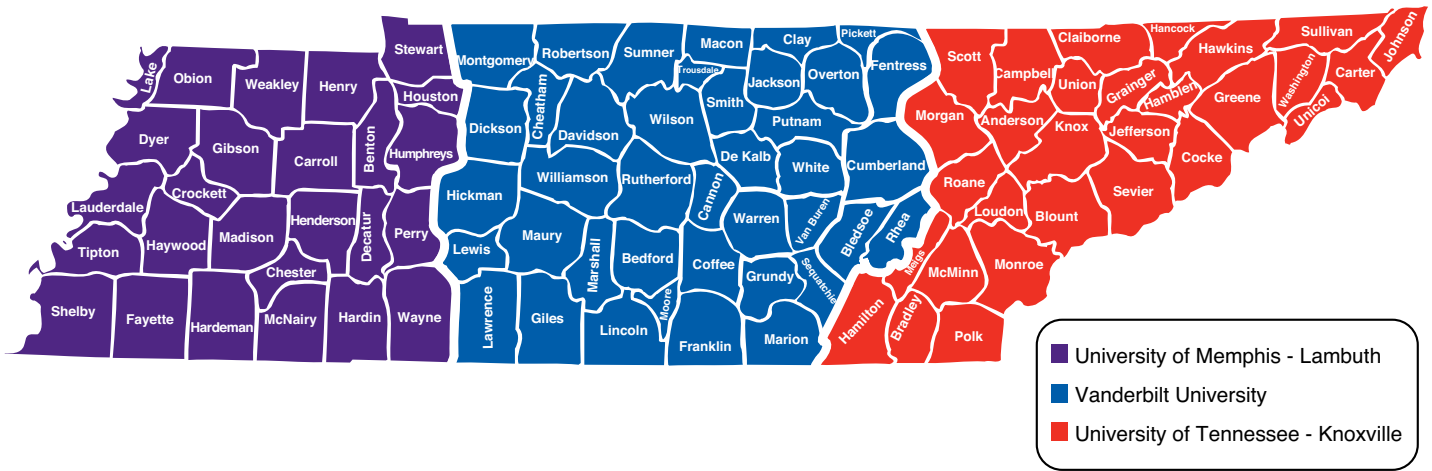 Lake
Obion
Weakley
Henry
Stewart
Houston
Montgomery
Robertson
Sumner
Macon
Trousdale
Clay
Pickett
Overton
Fentress
Jackson
Smith
Scott
Campbell
Claiborne
Hancock
Hawkins
Sullivan
Johnson
Carter
Washington
Unicoi
Greene
Union
Grainger
Hamblen
Dyer
Gibson
Carroll
Benton
Humphreys
Dickson
Cheatham
Davidson
Wilson
Putnam
De Kalb
White
Cumberland
Morgan
Anderson
Knox
Jefferson
Cocke
Sevier
Lauderdale
Crockett
Tipton
Haywood
Madison
Henderson
Decatur
Perry
Hickman
Williamson
Rutherford
Cannon
Warren
Van Buren
Bledsoe
Rhea
Roane
Loudon
Blount
Chester
Lewis
Maury
Marshall
Bedford
Coffee
Grundy
Sequatchie
Meigs
McMinn
Monroe
Shelby
Fayette
Hardeman
McNairy
Hardin
Wayne
Lawrence
Giles
Lincoln
Moore
Franklin
Marion
Hamilton
Bradley
Polk
University of Memphis - Lambuth
Vanderbilt University
University of Tennessee - Knoxville